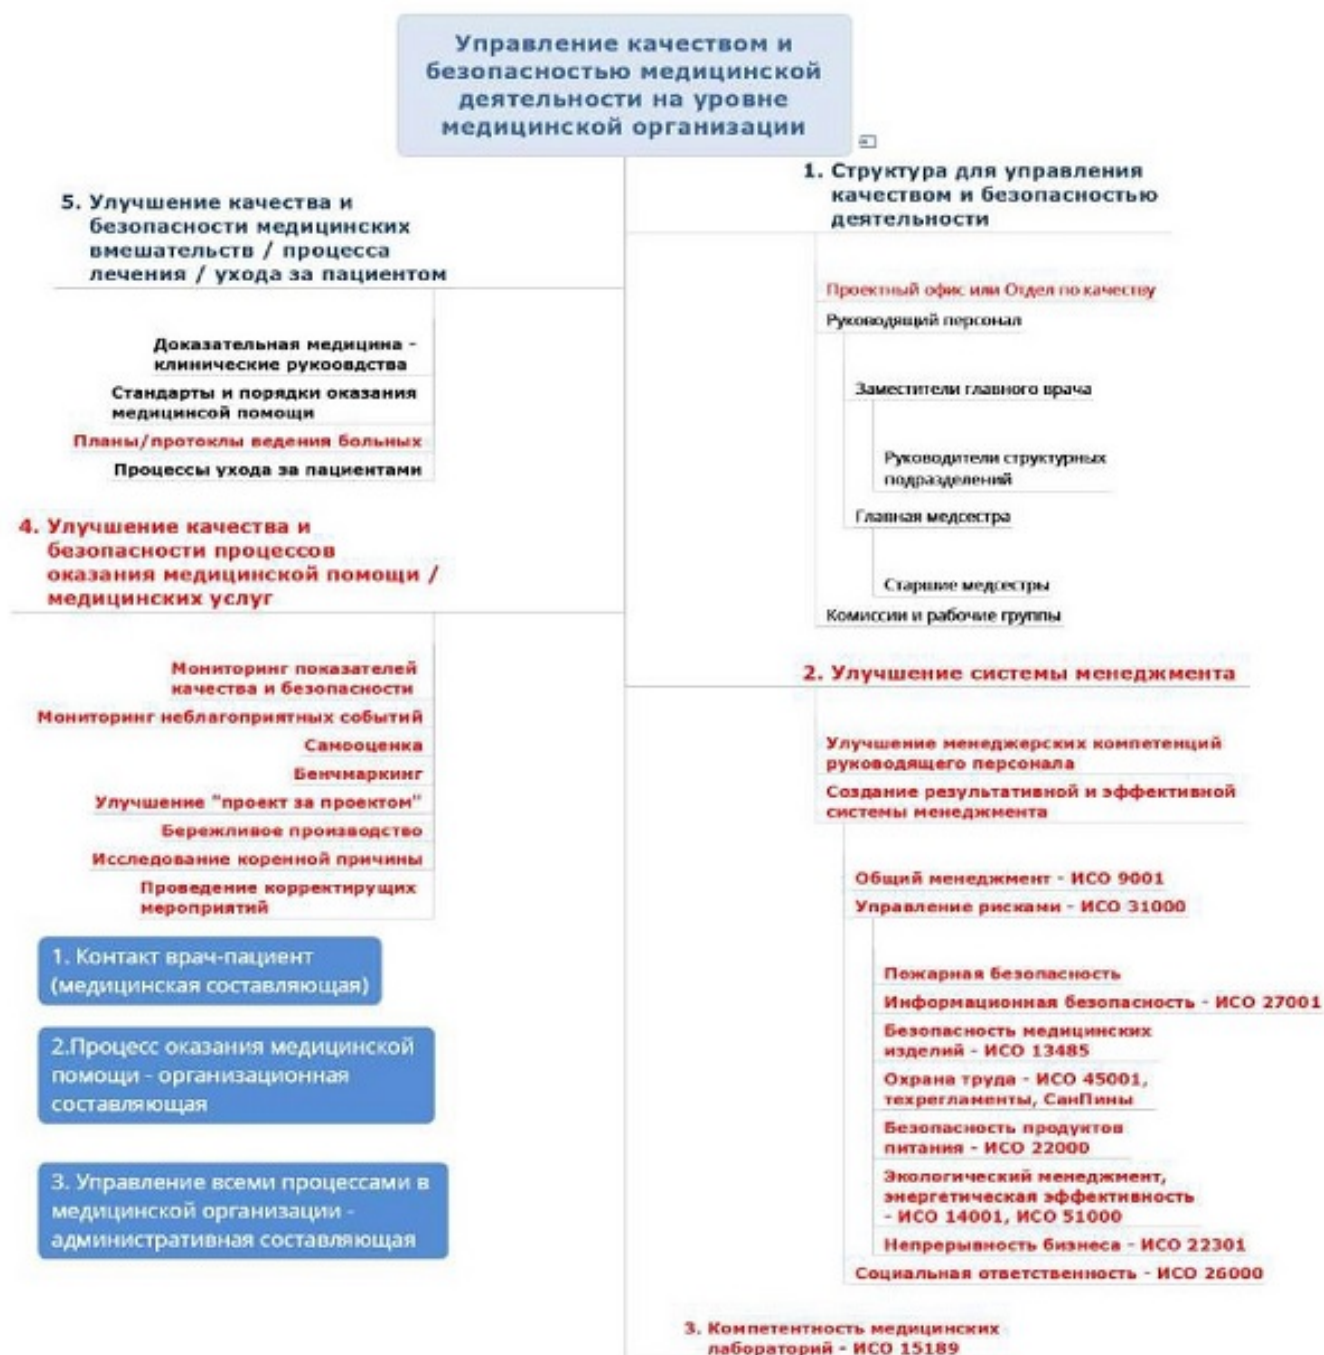 Управление качеством и
безопасностью медицинской
деятельности на уровне
медицинской организации
1. Структура для управления
качеством и безопасностью
деятельности
Проектный офис или Отдел по качеству
Руководящий персонал
Заместители главного врача
Руководители структурных
подразделений
Главная медсестра
Старшие медсестры
Комиссии и рабочие группы
2. Улучшение системы менеджмента
Улучшение менеджерских компетенций
руководящего персонала
Создание результативной и эффективной
системы менеджмента
Общий менеджмент - ИСО 9001
Управление рисками - ИСО 31000
Пожарная безопасность
Информационная безопасность - ИСО 27001
Безопасность медицинских
изделий - ИСО 13485
Охрана труда - ИСО 45001,
техрегламенты, СанПины
Безопасность продуктов
питания - ИСО 22000
Экологический менеджмент,
энергетическая эффективность
- ИСО 14001, ИСО 51000
Непрерывность бизнеса - ИСО 22301
Социальная ответственность - ИСО 26000
3. Компетентность медицинских
лабораторий - ИСО 15189
5. Улучшение качества и
безопасности медицинских
вмешательств / процесса
лечения / ухода за пациентом
Доказательная медицина -
клинические рукоовдства
Стандарты и порядки оказания
медицинсой помощи
Планы/протоклы ведения больных
Процессы ухода за пациентами
4. Улучшение качества и
безопасности процессов
оказания медицинской помощи /
медицинских услуг
Мониторинг показателей
качества и безопасности
Мониторинг неблагоприятных событий
Самооценка
Бенчмаркинг
Улучшение "проект за проектом"
Бережливое производство
Исследование коренной причины
Проведение корректирущих
мероприятий
1. Контакт врач-пациент
(медицинская составляющая)
2.Процесс оказания медицинской
помощи - организационная
составляющая
3. Управление всеми процессами в
медицинской организации -
административная составляющая